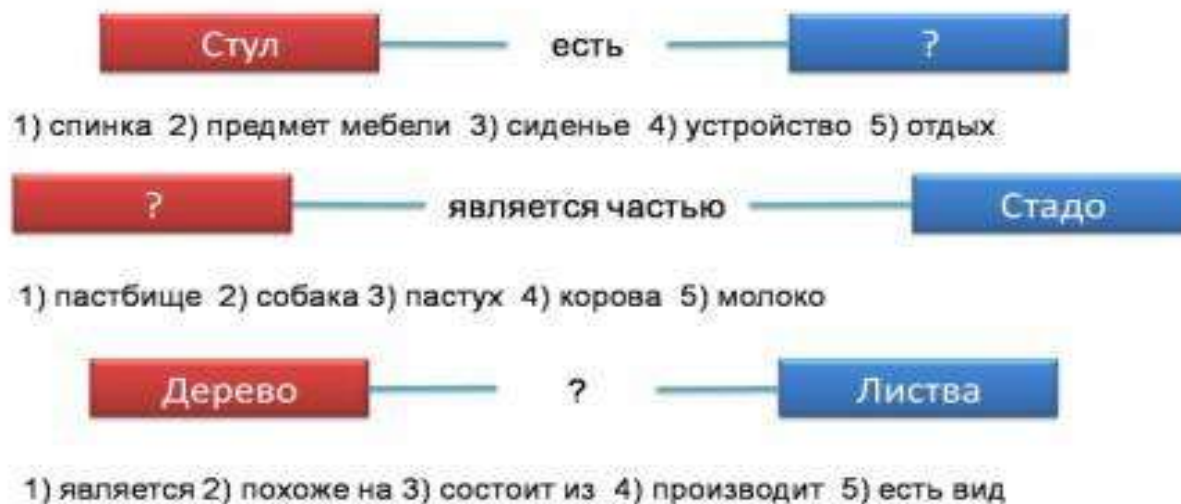 Стул есть ?
1) спинка 2) предмет мебели 3) сиденье 4) устройство 5) отдых
? является частью Стадо
1) пастбище 2) собака 3) пастух 4) корова 5) молоко
Дерево ? Листва
1) является 2) похоже на 3) состоит из 4) производит 5) есть вид